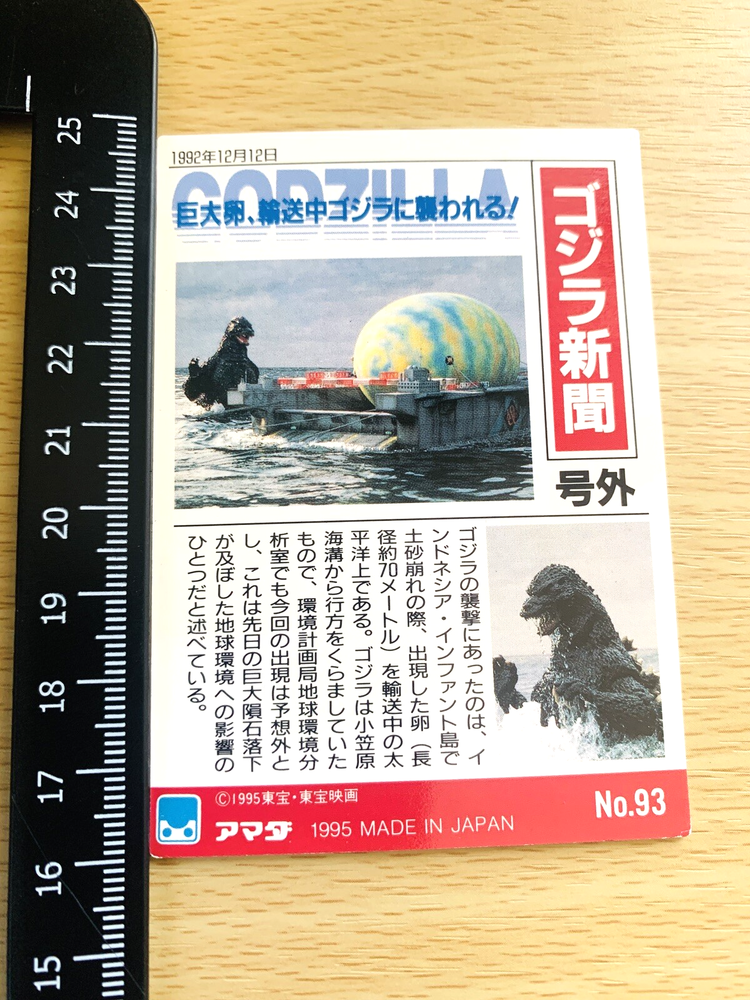 25
24
23
22
21
20
19
18
17
16
15
1992年12月12日
GODZILLA
巨大卵、輸送中ゴジラに襲われる!
ゴジラ新聞
号外
ゴジラの襲撃にあったのは、イ
ンドネシア・インファント島で
土砂崩れの際、出現した卵(長
径約70メートル)を輸送中の太
平洋上である。ゴジラは小笠原
海溝から行方をくらましていた
もので、環境計画局地球環境分
析室でも今回の出現は予想外と
し、これは先日の巨大隕石落下
が及ぼした地球環境への影響の
ひとつだと述べている。
©1995東宝・東宝映画
アマダ 1995 MADE IN JAPAN
No.93